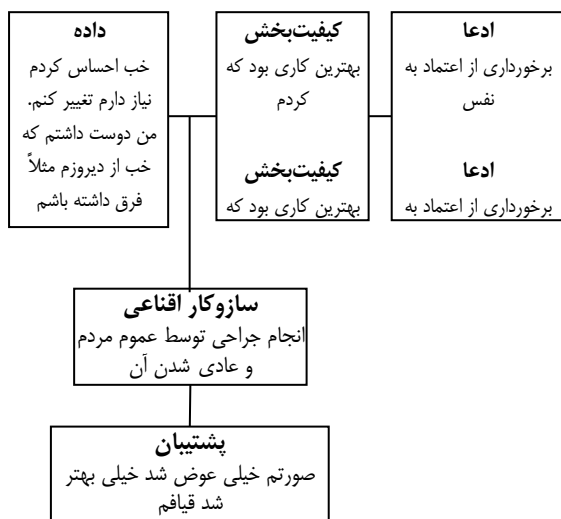 ادعا
برخورداری از اعتماد به
نفس
ادعا
برخورداری از اعتماد به
کیفیت‌بخش
بهترین کاری بود که
کردم
کیفیت‌بخش
بهترین کاری بود که
داده
خب احساس کردم
نیاز دارم تغییر کنم.
من دوست داشتم که
خب از دیروزم مثلاً
فرق داشته باشم
سازوکار اقناعی
انجام جراحی توسط عموم مردم
و عادی شدن آن
پشتیبان
صورتم خیلی عوض شد خیلی بهتر
شد قیافم